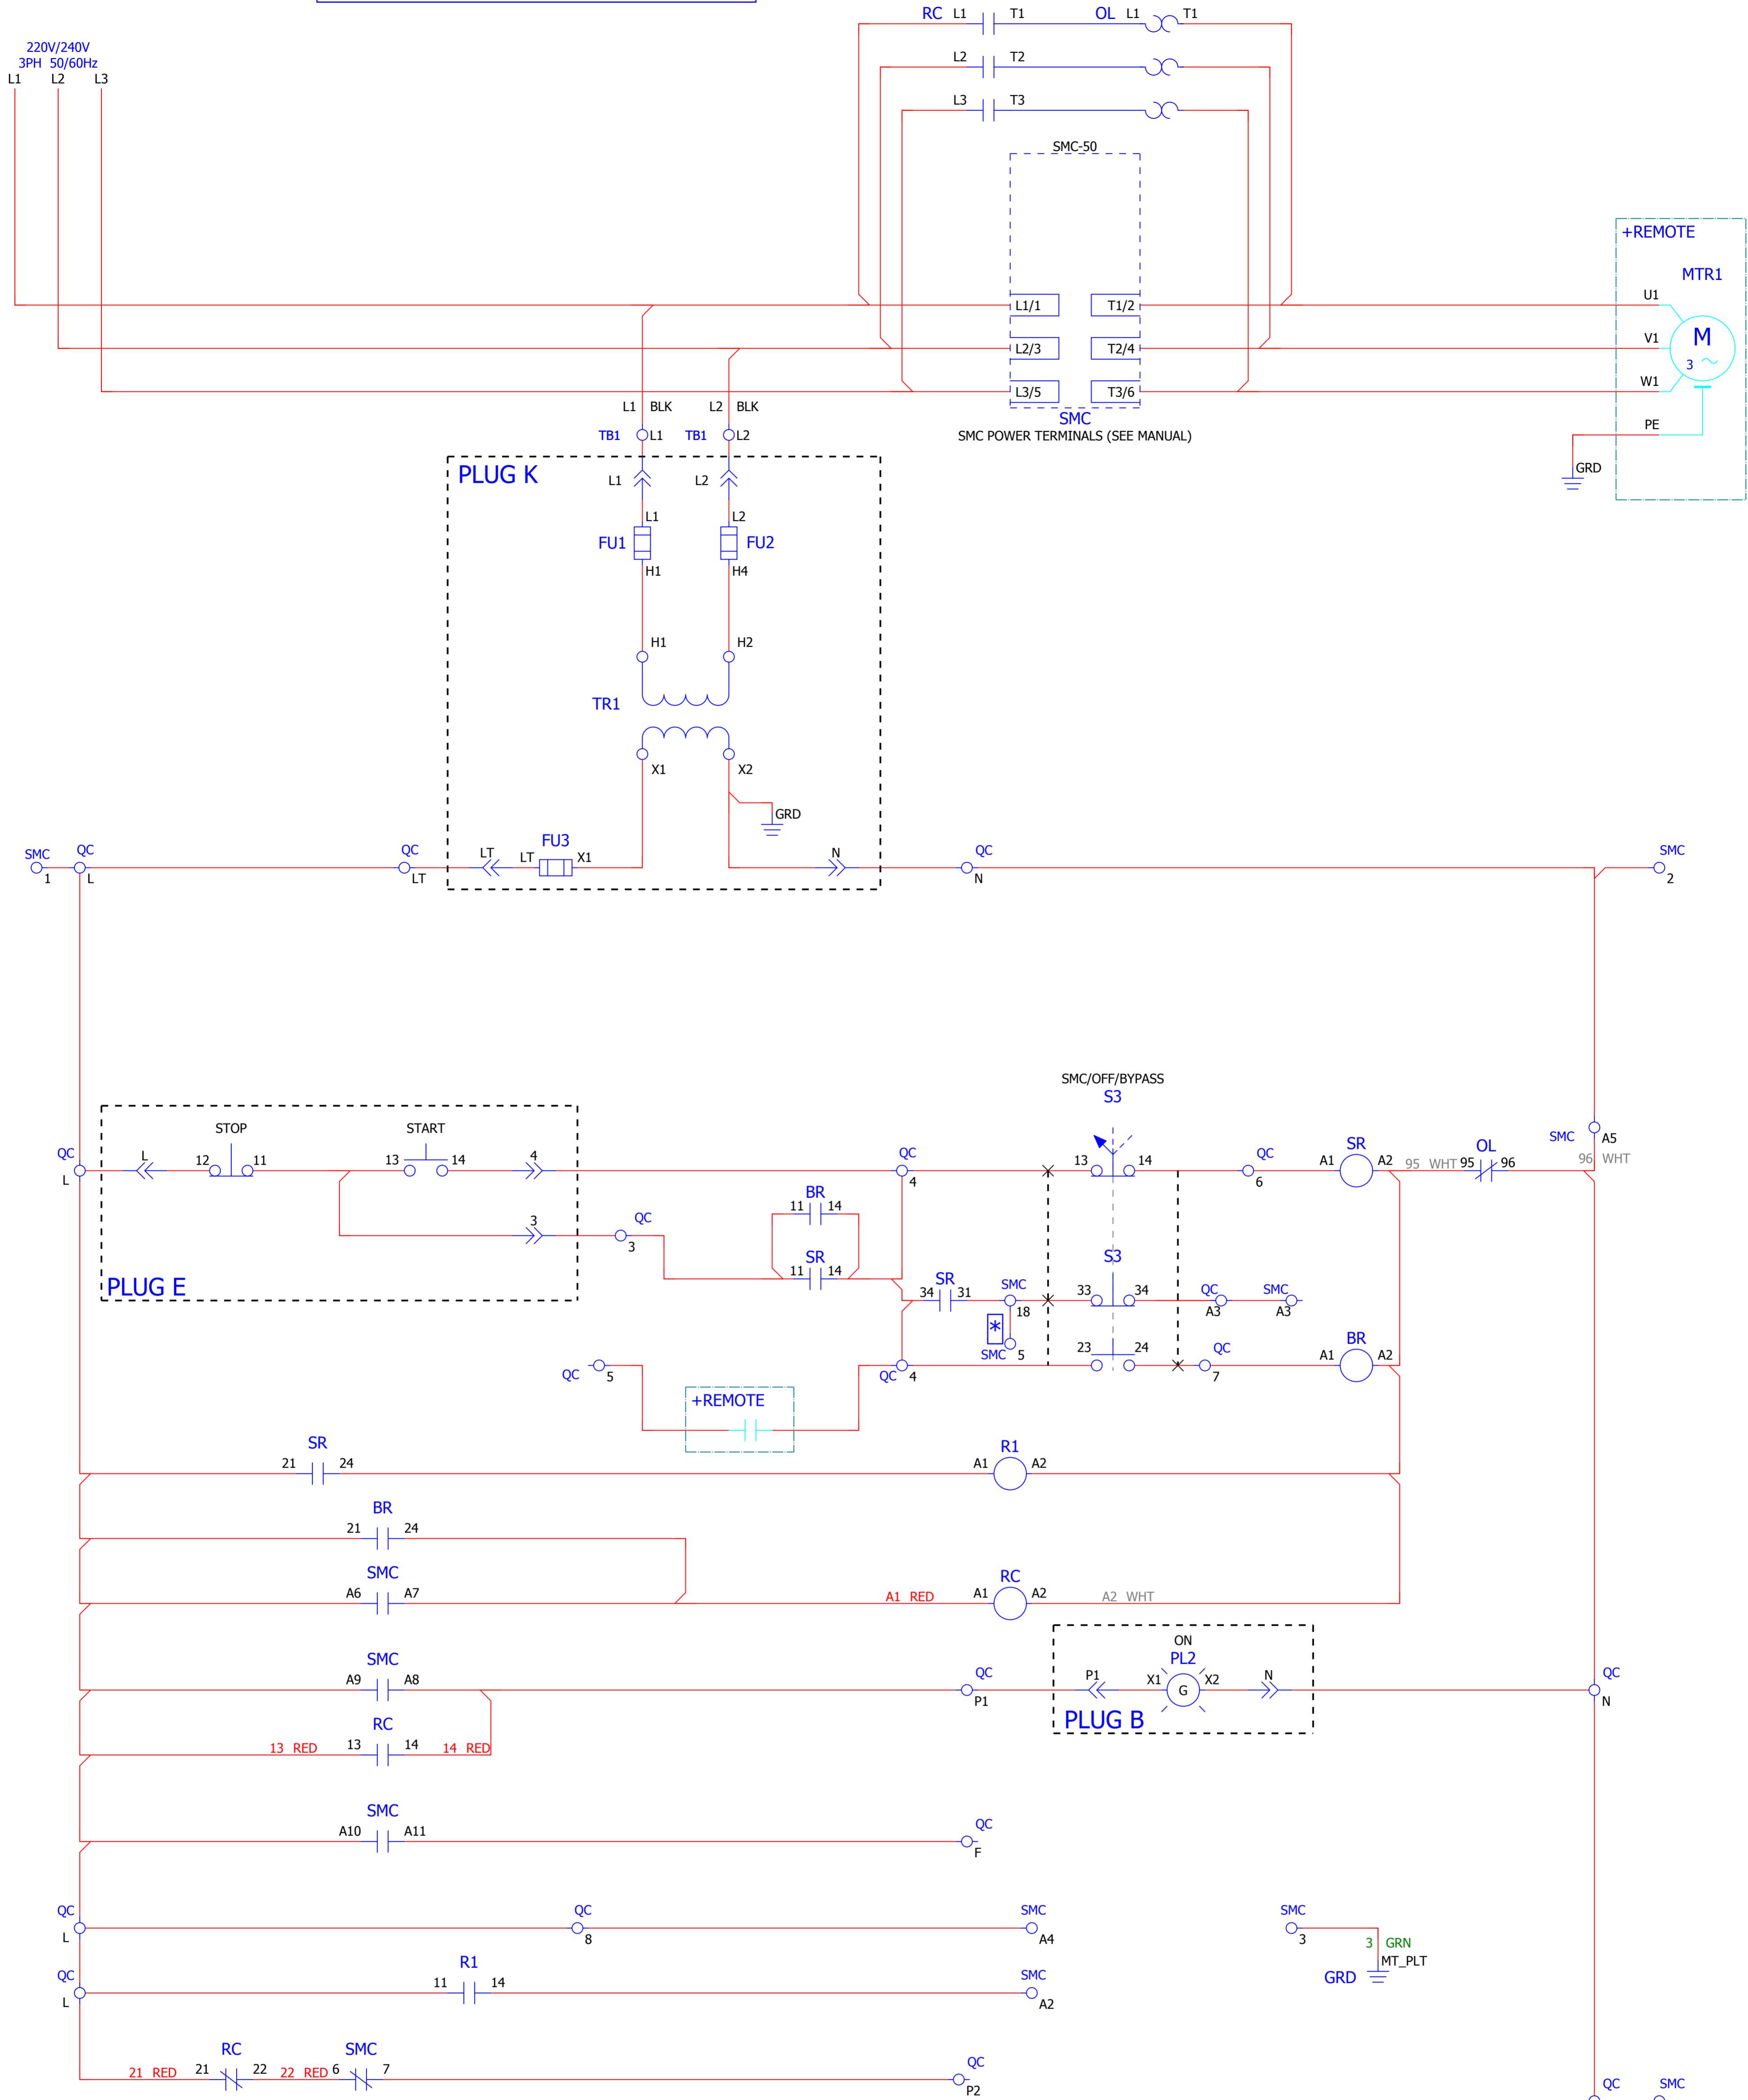 RC L1 T1 OL L1 T1
220V/240V
3PH 50/60Hz
L1 L2 L3
L2 T2
L3 T3
SMC-50
+REMOTE
MTR1
L1/1 T1/2 U1
L2/3 T2/4 V1 M
3
L3/5 T3/6 W1
L1 BLK L2 BLK
SMC
PE
TB1 L1 TB1 L2 SMC POWER TERMINALS (SEE MANUAL)
PLUG K GRD
L1 L2
L1 L2
FU1 FU2
H1 H4
H1 H2
TR1
X1 X2
GRD
FU3
SMC QC QC LT LT X1 N QC SMC
1 L LT N 2
SMC/OFF/BYPASS
S3
STOP START
SMC A5
QC L 12 11 13 14 4 QC 13 14 QC SR OL
A1 A2 95 WHT 95 96 96 WHT
L 4 6
BR
11 14
3 QC
3
SR S3
11 14
PLUG E
SR
34 31 SMC 33 34 QC SMC
18 A3 A3
*
SMC 5 23 24 QC BR
A1 A2
QC 5 QC 4 7
+REMOTE
SR R1
21 24 A1 A2
BR
21 24
SMC RC
A6 A7 A1 RED A1 A2 A2 WHT
ON
SMC PL2
A9 A8 QC P1 X1 G X2 N QC
P1 N
PLUG B
RC
13 RED 13 14 14 RED
SMC
A10 A11 QC
F
QC QC SMC SMC
L 8 A4 3
3 GRN
MT_PLT
GRD
QC R1 SMC
11 14
L A2
RC SMC
21 RED 21 22 22 RED 6 7 QC
P2
QC SMC